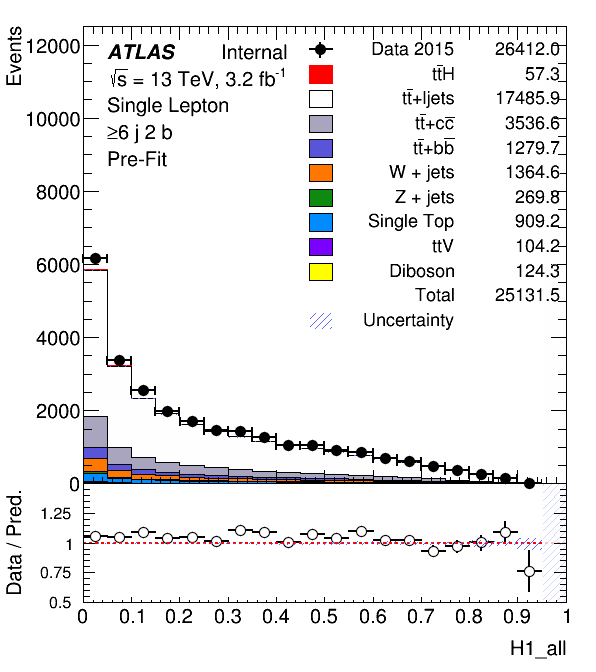 Events
12000
10000
8000
6000
4000
2000
0
ATLAS Internal
√s = 13 TeV, 3.2 fb⁻¹
Single Lepton
≥6 j 2 b
Pre-Fit
Data 2015 26412.0
tt̅H 57.3
tt̅+ljets 17485.9
tt̅+cc̅ 3536.6
tt̅+bb̅ 1279.7
W + jets 1364.6
Z + jets 269.8
Single Top 909.2
ttV 104.2
Diboson 124.3
Total 25131.5
Uncertainty
Data / Pred.
1.25
1
0.75
0.5
0 0.1 0.2 0.3 0.4 0.5 0.6 0.7 0.8 0.9 1
H1_all